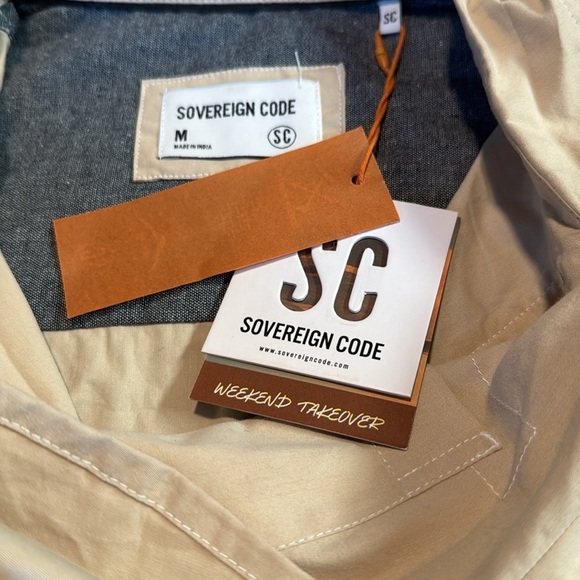 SC
SOVEREIGN CODE
M
MADE IN INDIA
SC
SC
SOVEREIGN CODE
www.sovereigncode.com
WEEKEND TAKEOVER